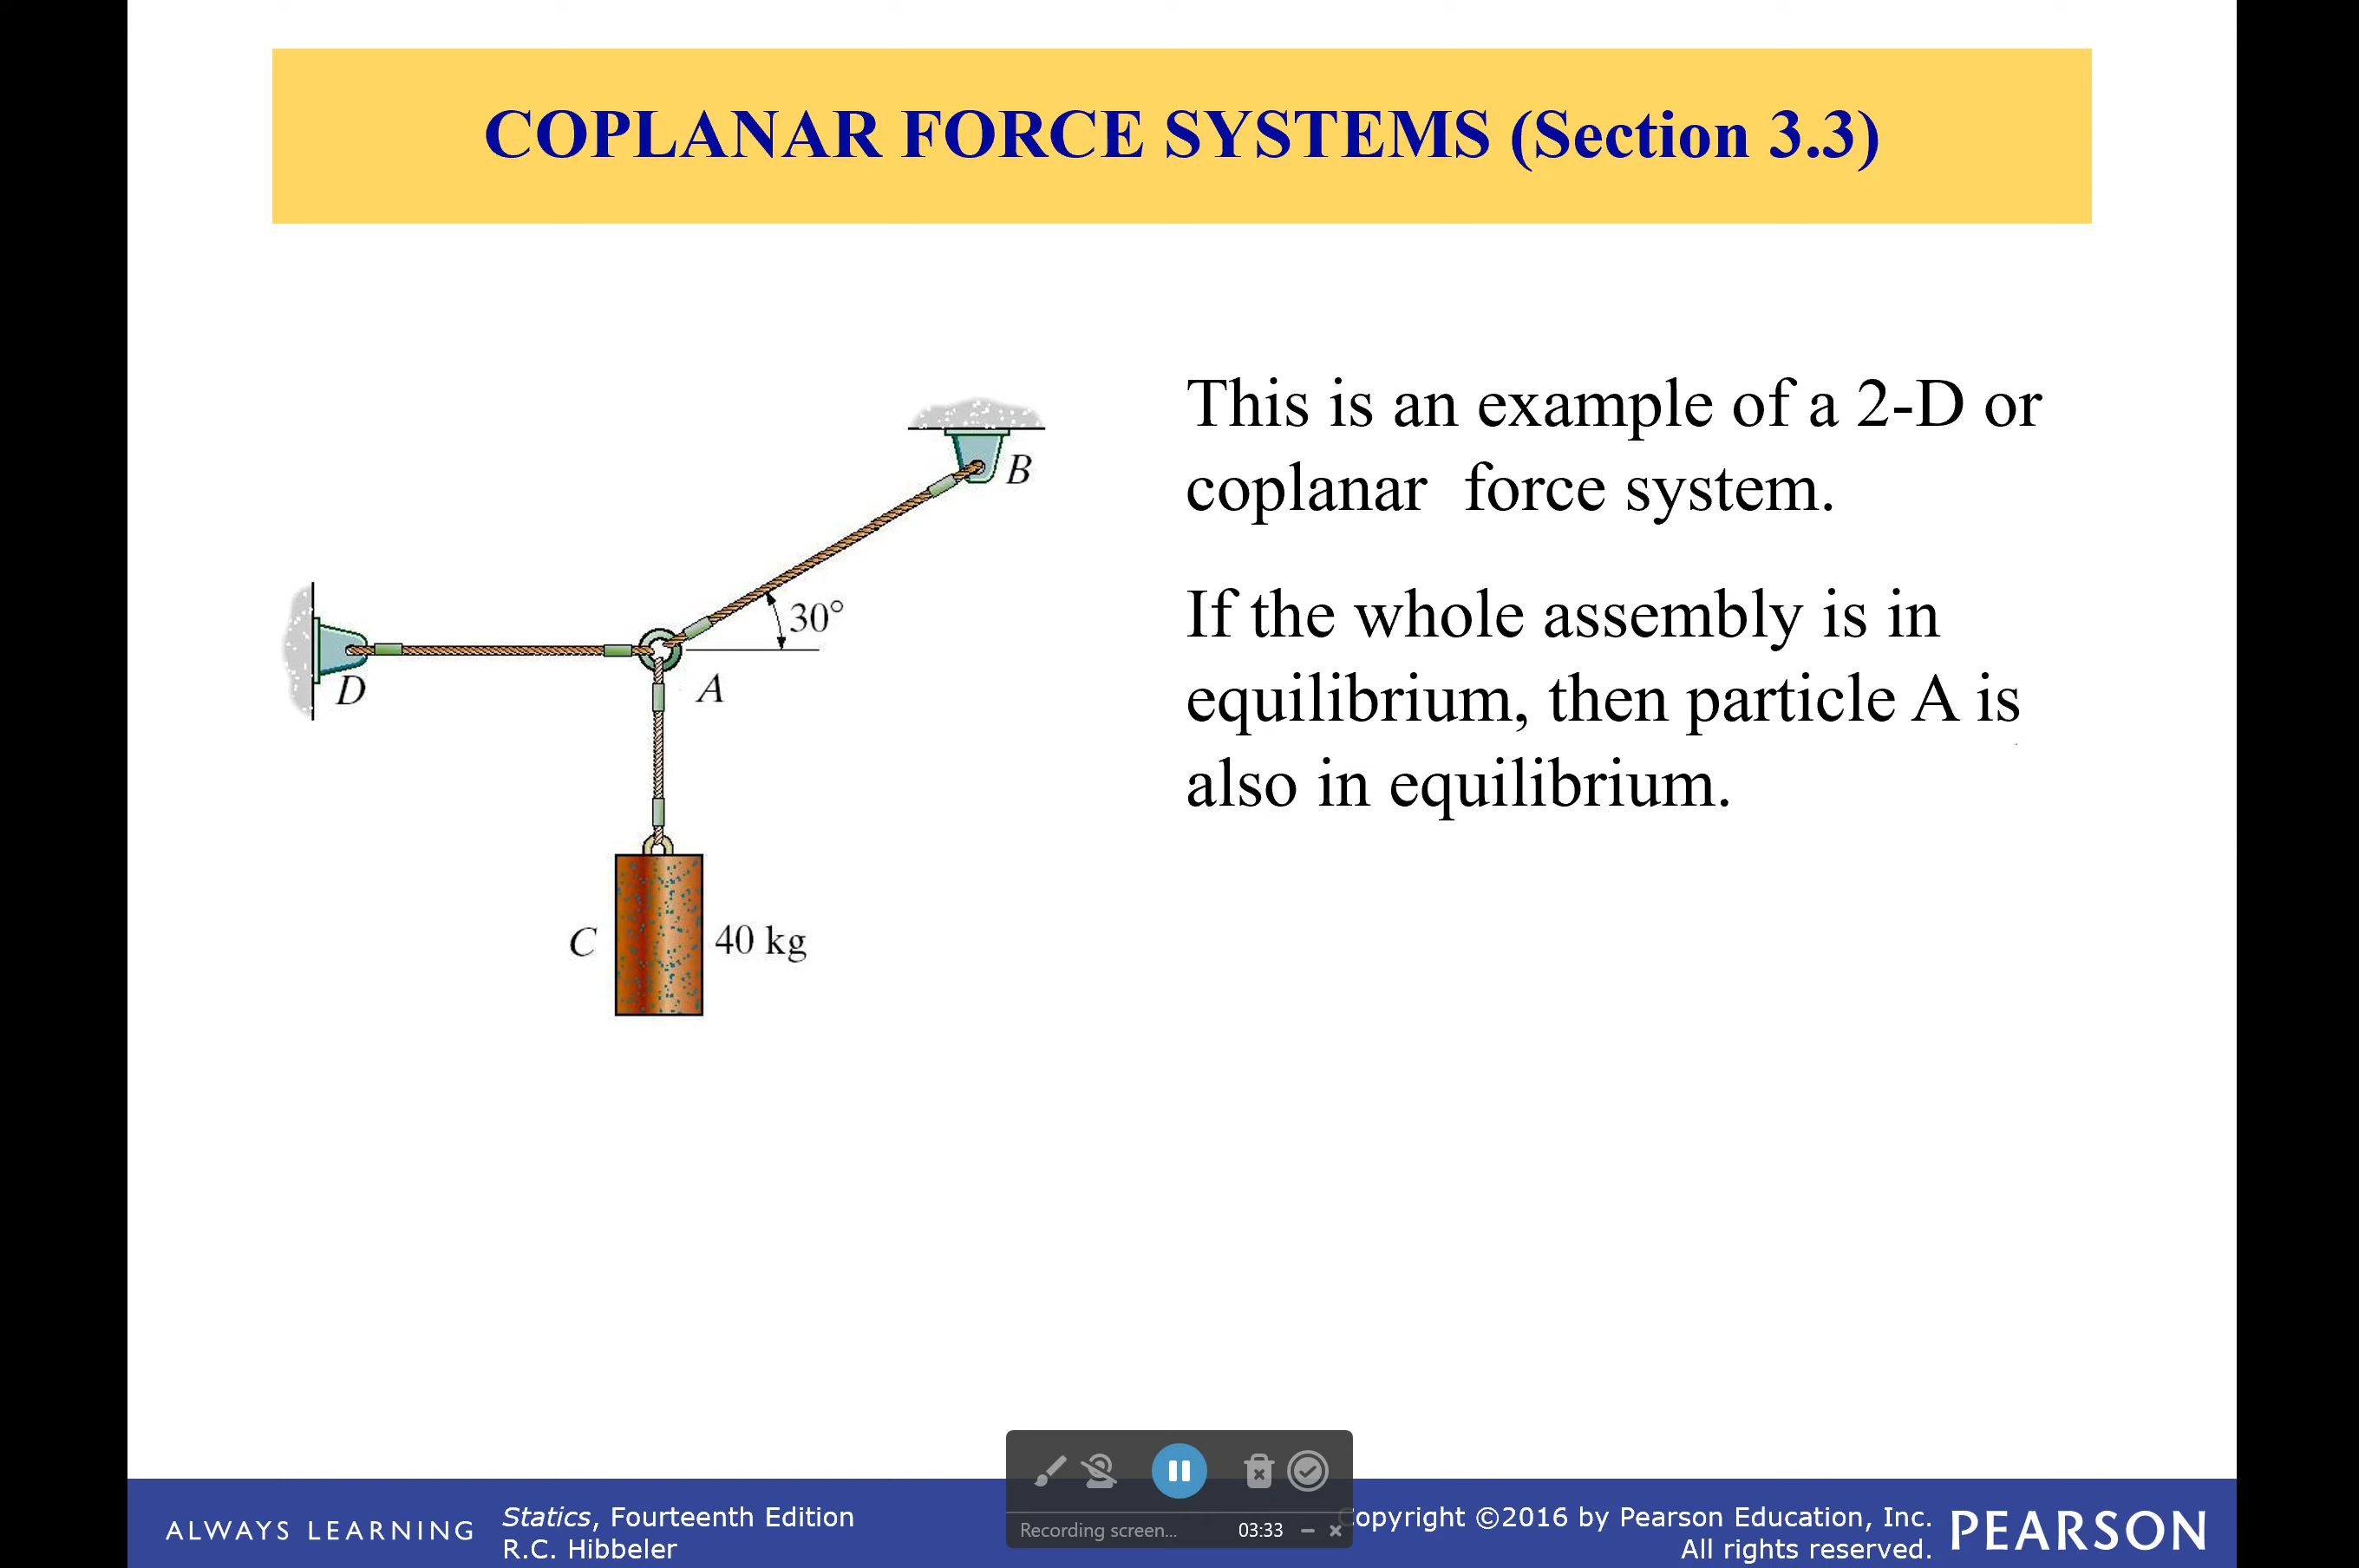 COPLANAR FORCE SYSTEMS (Section 3.3)
This is an example of a 2-D or
coplanar force system.
If the whole assembly is in
equilibrium, then particle A is
also in equilibrium.
B
30°
D
A
C
40 kg
ALWAYS LEARNING
Statics, Fourteenth Edition
R.C. Hibbeler
Recording screen... 03:33
opyright ©2016 by Pearson Education, Inc.
All rights reserved.
PEARSON